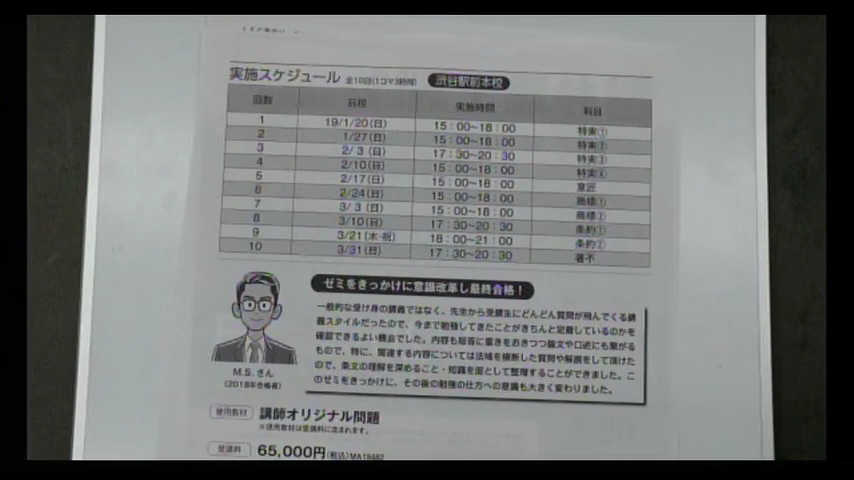 実施スケジュール 全10回(1コマ3時間) 渋谷駅前本校
回数 日程 実施時間 科目
1 19/1/20(日) 15:00~18:00 特実①
2 1/27(日) 15:00~18:00 特実②
3 2/3(日) 17:30~20:30 特実③
4 2/10(日) 15:00~18:00 特実④
5 2/17(日) 15:00~18:00 意匠
6 2/24(日) 15:00~18:00 商標①
7 3/3(日) 15:00~18:00 商標②
8 3/10(日) 17:30~20:30 条約①
9 3/21(木・祝) 18:00~21:00 条約②
10 3/31(日) 17:30~20:30 著不
ゼミをきっかけに意識改革し最終合格!
一般的な受け身の講義ではなく、先生から受講生にどんどん質問が飛んでくる講
義スタイルだったので、今まで勉強してきたことがきちんと定着しているのかを
確認できるよい機会でした。内容も短答に重きをおきつつ論文や口述にも繋がる
もので、特に、関連する内容については法域を横断した質問や解説をして頂けた
ので、条文の理解を深めること・知識を面として整理することができました。こ
のゼミをきっかけに、その後の勉強の仕方への意識も大きく変わりました。
M.S.さん
(2018年合格者)
使用教材 講師オリジナル問題
※使用教材は受講料に含まれます。
受講料 65,000円(税込)MA18482